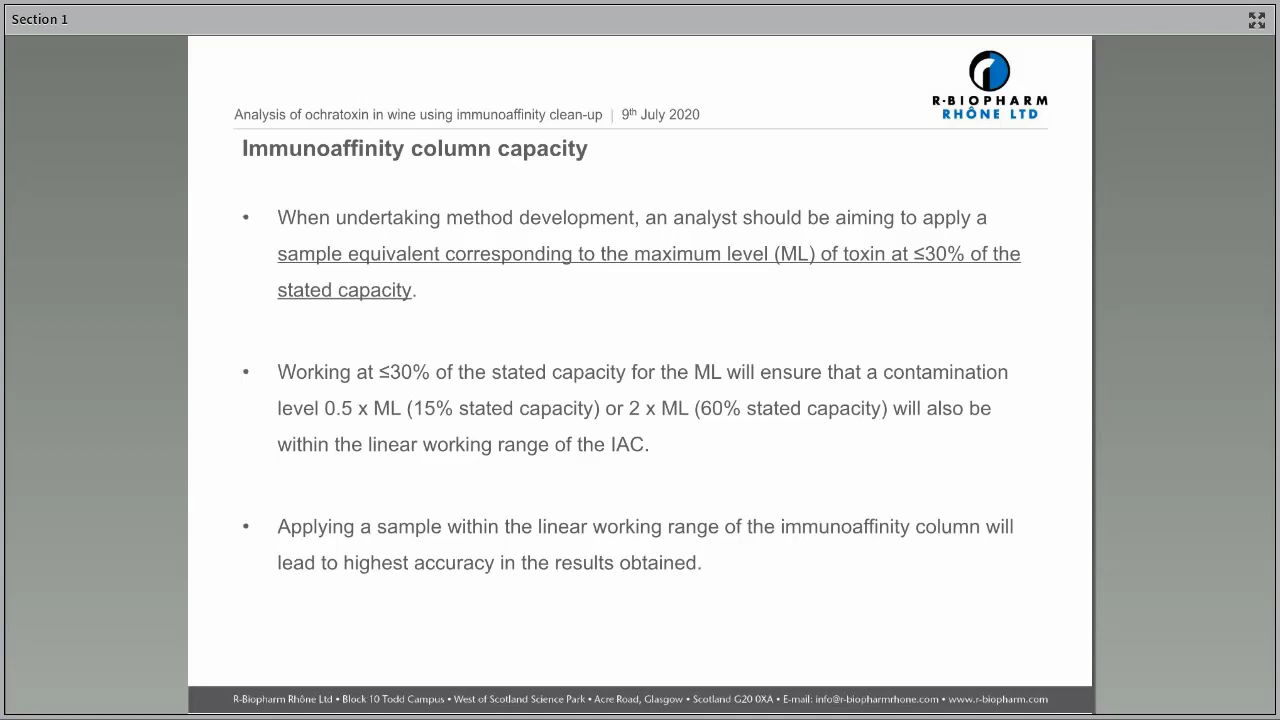 Section 1
R-BIOPHARM
RHÔNE LTD
Analysis of ochratoxin in wine using immunoaffinity clean-up | 9th July 2020
Immunoaffinity column capacity
• When undertaking method development, an analyst should be aiming to apply a
sample equivalent corresponding to the maximum level (ML) of toxin at ≤30% of the
stated capacity.
• Working at ≤30% of the stated capacity for the ML will ensure that a contamination
level 0.5 x ML (15% stated capacity) or 2 x ML (60% stated capacity) will also be
within the linear working range of the IAC.
• Applying a sample within the linear working range of the immunoaffinity column will
lead to highest accuracy in the results obtained.
R-Biopharm Rhône Ltd • Block 10 Todd Campus • West of Scotland Science Park • Acre Road, Glasgow • Scotland G20 0XA • E-mail: info@r-biopharmrhone.com • www.r-biopharm.com